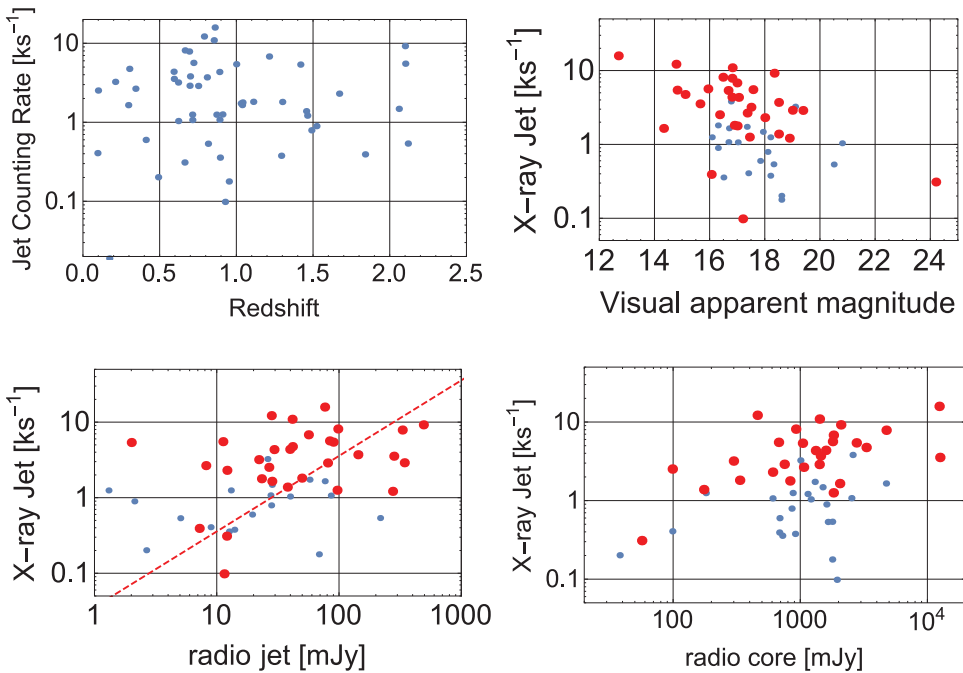 Jet Counting Rate [ks⁻¹]
10
1
0.1
0.0 0.5 1.0 1.5 2.0 2.5
Redshift
X−ray Jet [ks⁻¹]
10
1
0.1
12 14 16 18 20 22 24
Visual apparent magnitude
X−ray Jet [ks⁻¹]
10
1
0.1
1 10 100 1000
radio jet [mJy]
X−ray Jet [ks⁻¹]
10
1
0.1
100 1000 10⁴
radio core [mJy]